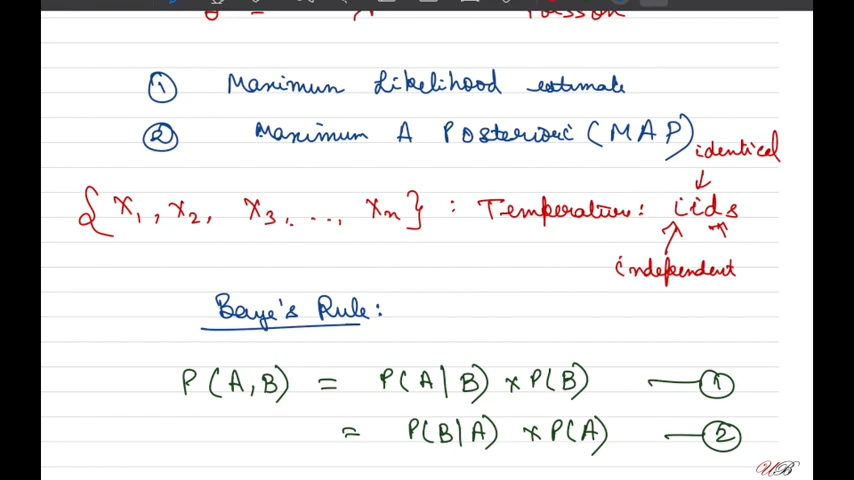 θ = λ Poisson
① Maximum Likelihood estimate
② Maximum A Posteriori (MAP)
identical
{X₁, X₂, X₃, ..., Xₙ} : Temperature: iids
independent
Baye's Rule:
P(A,B) = P(A|B) × P(B) — ①
= P(B|A) × P(A) — ②
UB